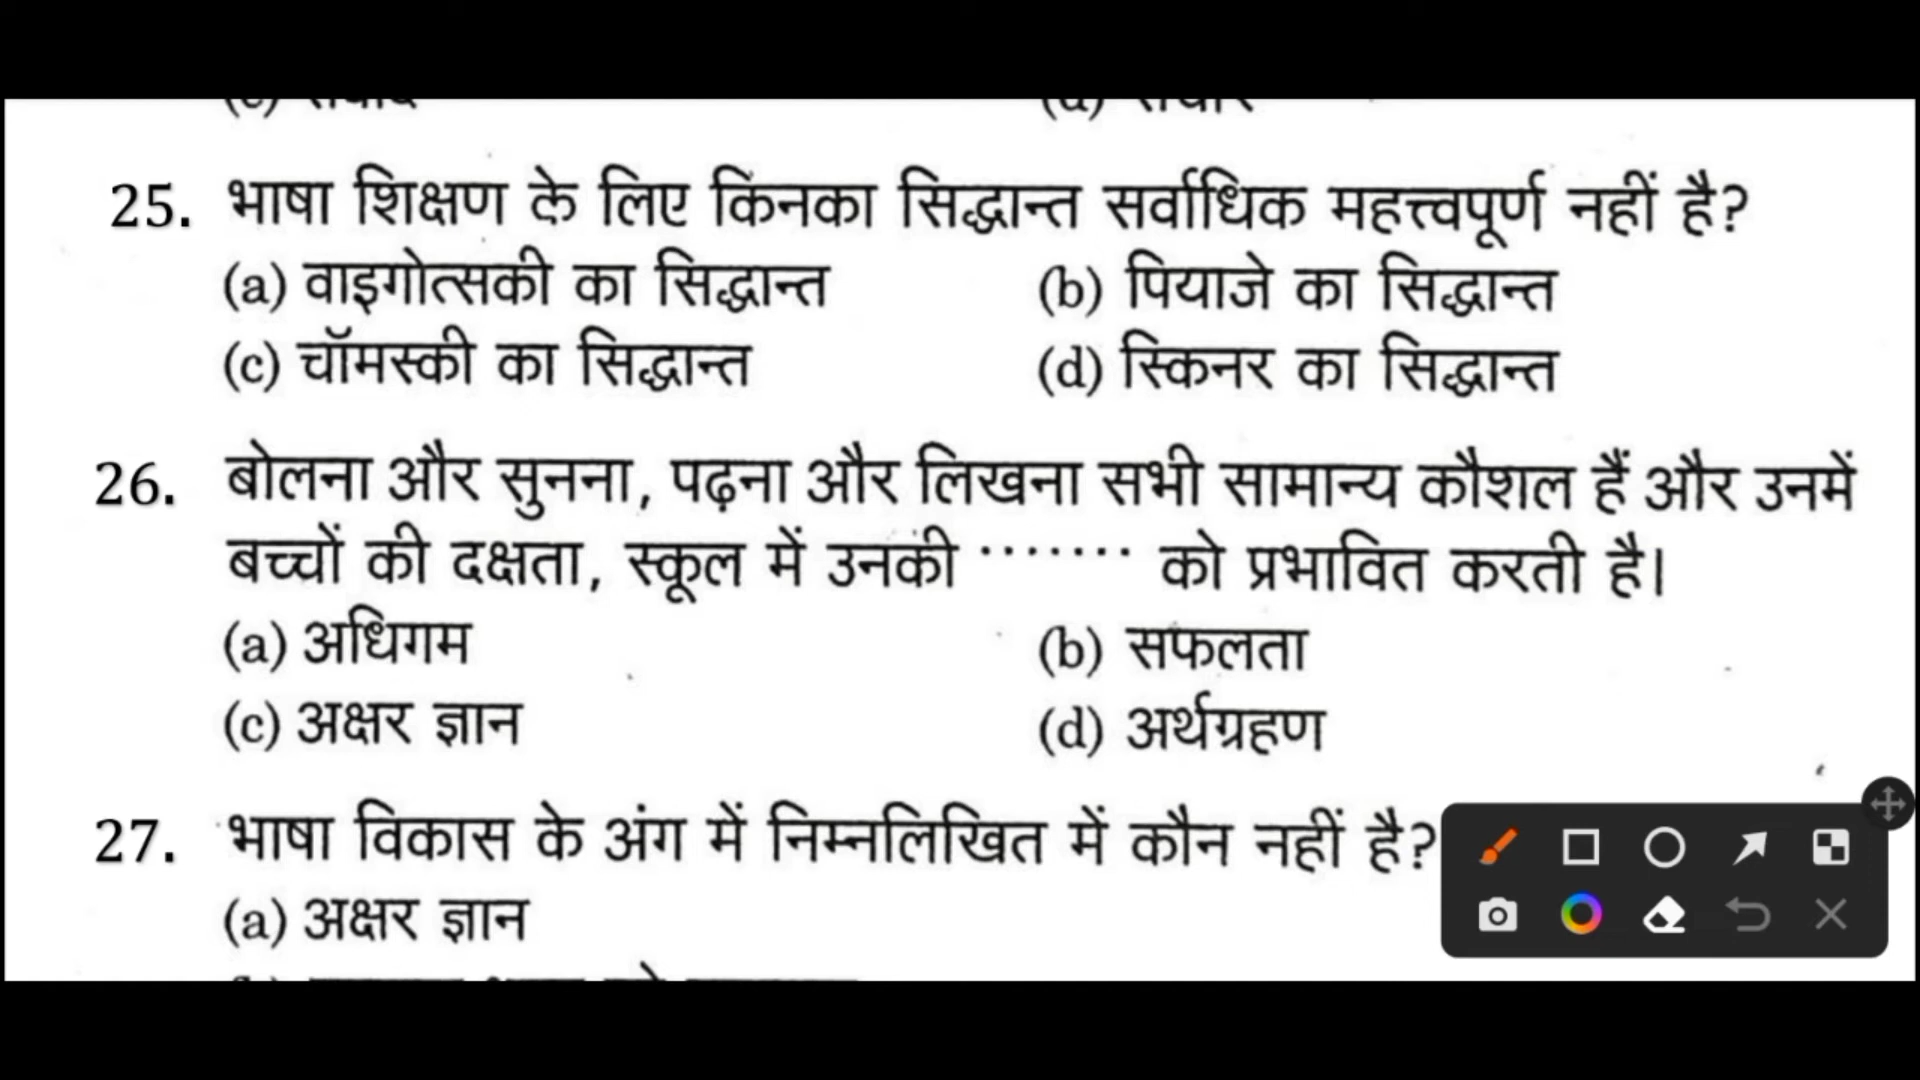 25. भाषा शिक्षण के लिए किनका सिद्धान्त सर्वाधिक महत्त्वपूर्ण नहीं है?
(a) वाइगोत्सकी का सिद्धान्त (b) पियाजे का सिद्धान्त
(c) चॉमस्की का सिद्धान्त (d) स्किनर का सिद्धान्त
26. बोलना और सुनना, पढ़ना और लिखना सभी सामान्य कौशल हैं और उनमें
बच्चों की दक्षता, स्कूल में उनकी ······· को प्रभावित करती है।
(a) अधिगम (b) सफलता
(c) अक्षर ज्ञान (d) अर्थग्रहण
27. भाषा विकास के अंग में निम्नलिखित में कौन नहीं है?
(a) अक्षर ज्ञान